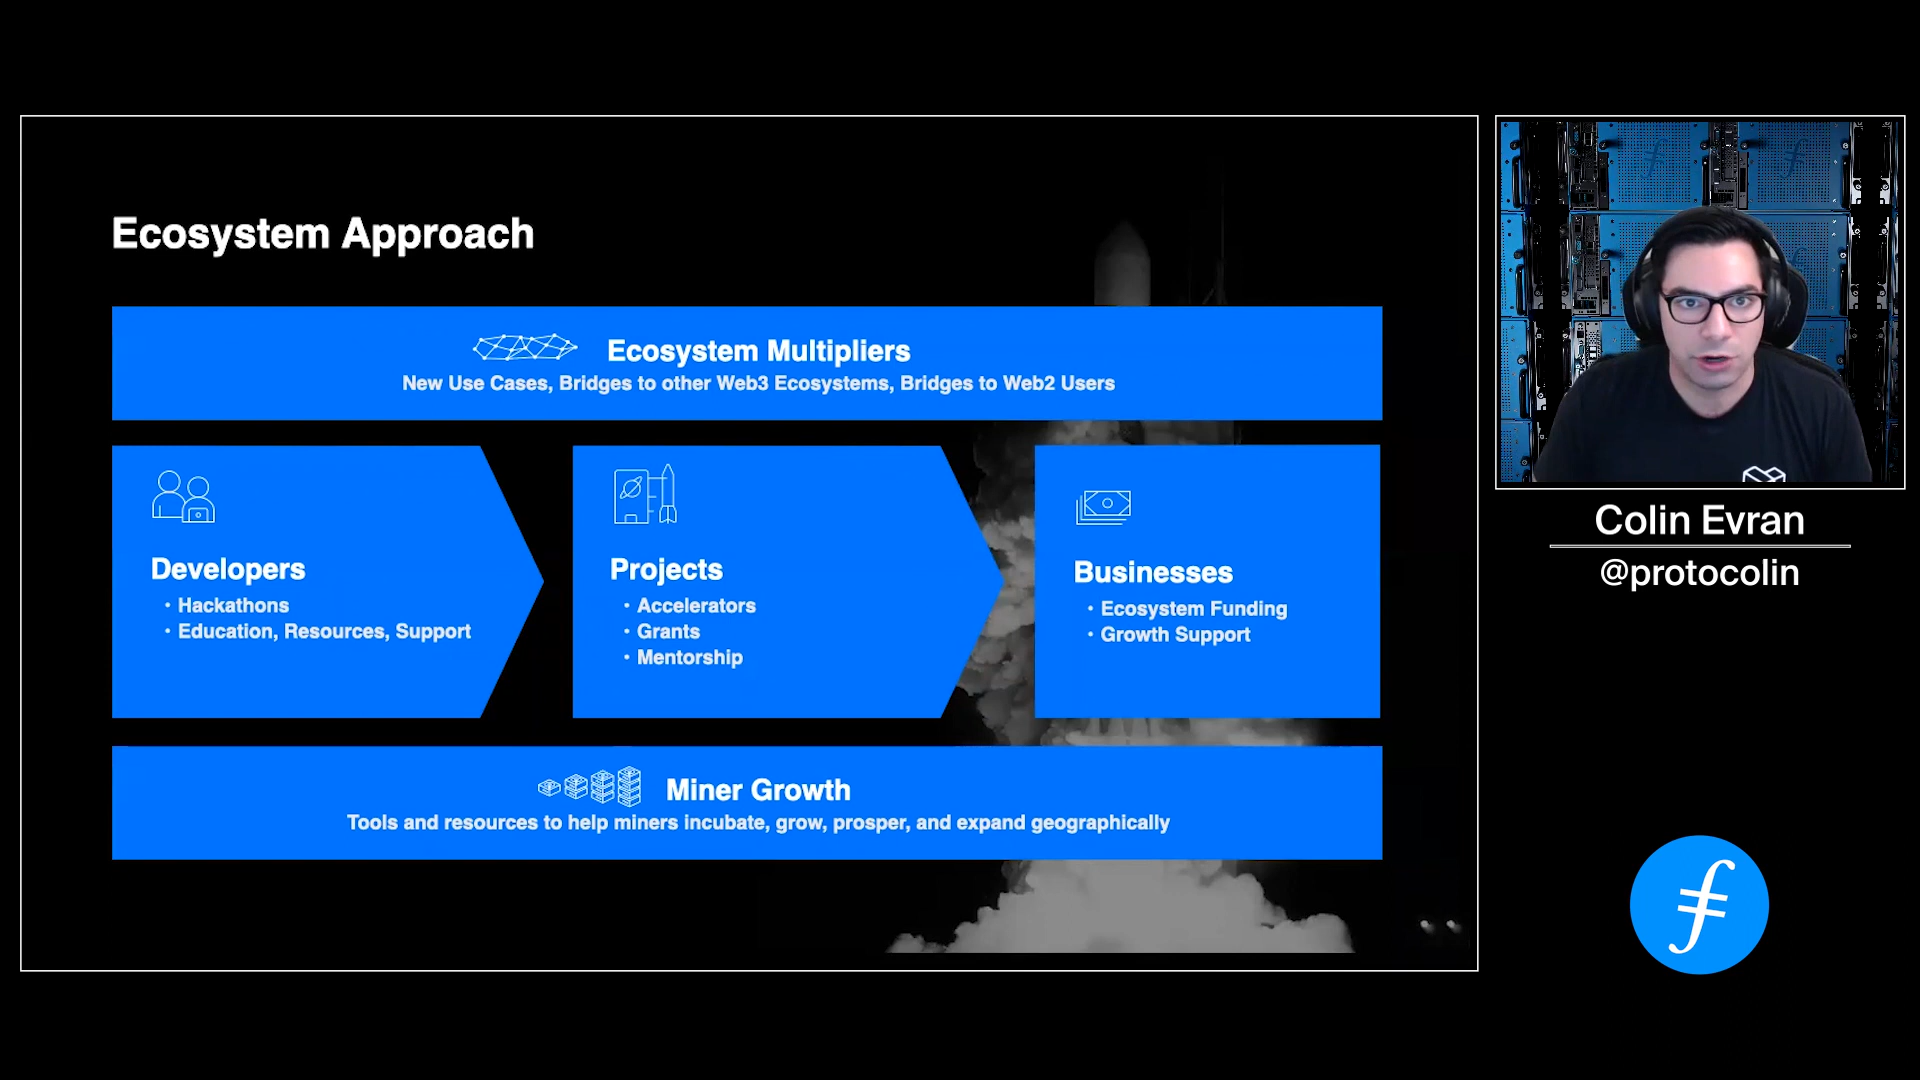 Ecosystem Approach
Ecosystem Multipliers
New Use Cases, Bridges to other Web3 Ecosystems, Bridges to Web2 Users
Developers
• Hackathons
• Education, Resources, Support
Projects
• Accelerators
• Grants
• Mentorship
Businesses
• Ecosystem Funding
• Growth Support
Miner Growth
Tools and resources to help miners incubate, grow, prosper, and expand geographically
Colin Evran
@protocolin